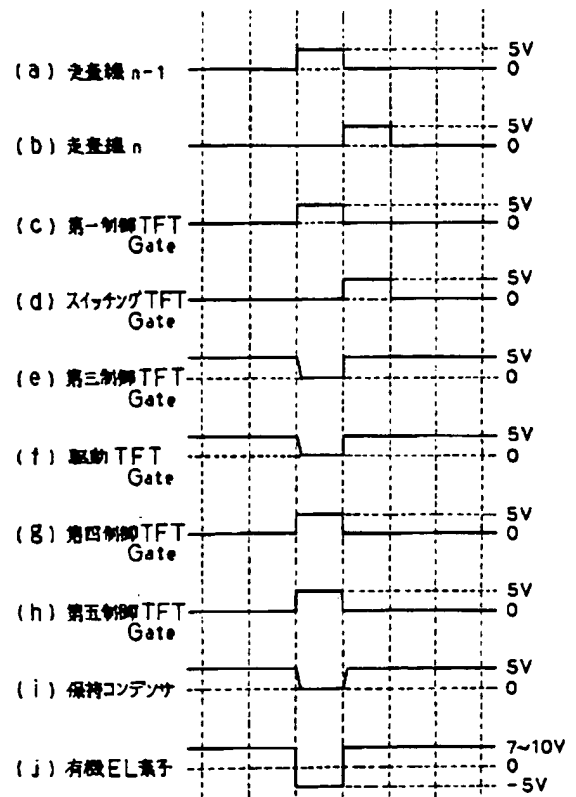 5V
(a) 走査線 n-1
0
5V
(b) 走査線 n
0
5V
(c) 第一制御TFT
0
Gate
5V
(d) スイッチングTFT
0
Gate
5V
(e) 第三制御TFT
0
Gate
5V
(f) 駆動TFT
0
Gate
5V
(g) 第四制御TFT
0
Gate
5V
(h) 第五制御TFT
0
Gate
5V
(i) 保持コンデンサ
0
7~10V
(j) 有機EL素子
0
-5V